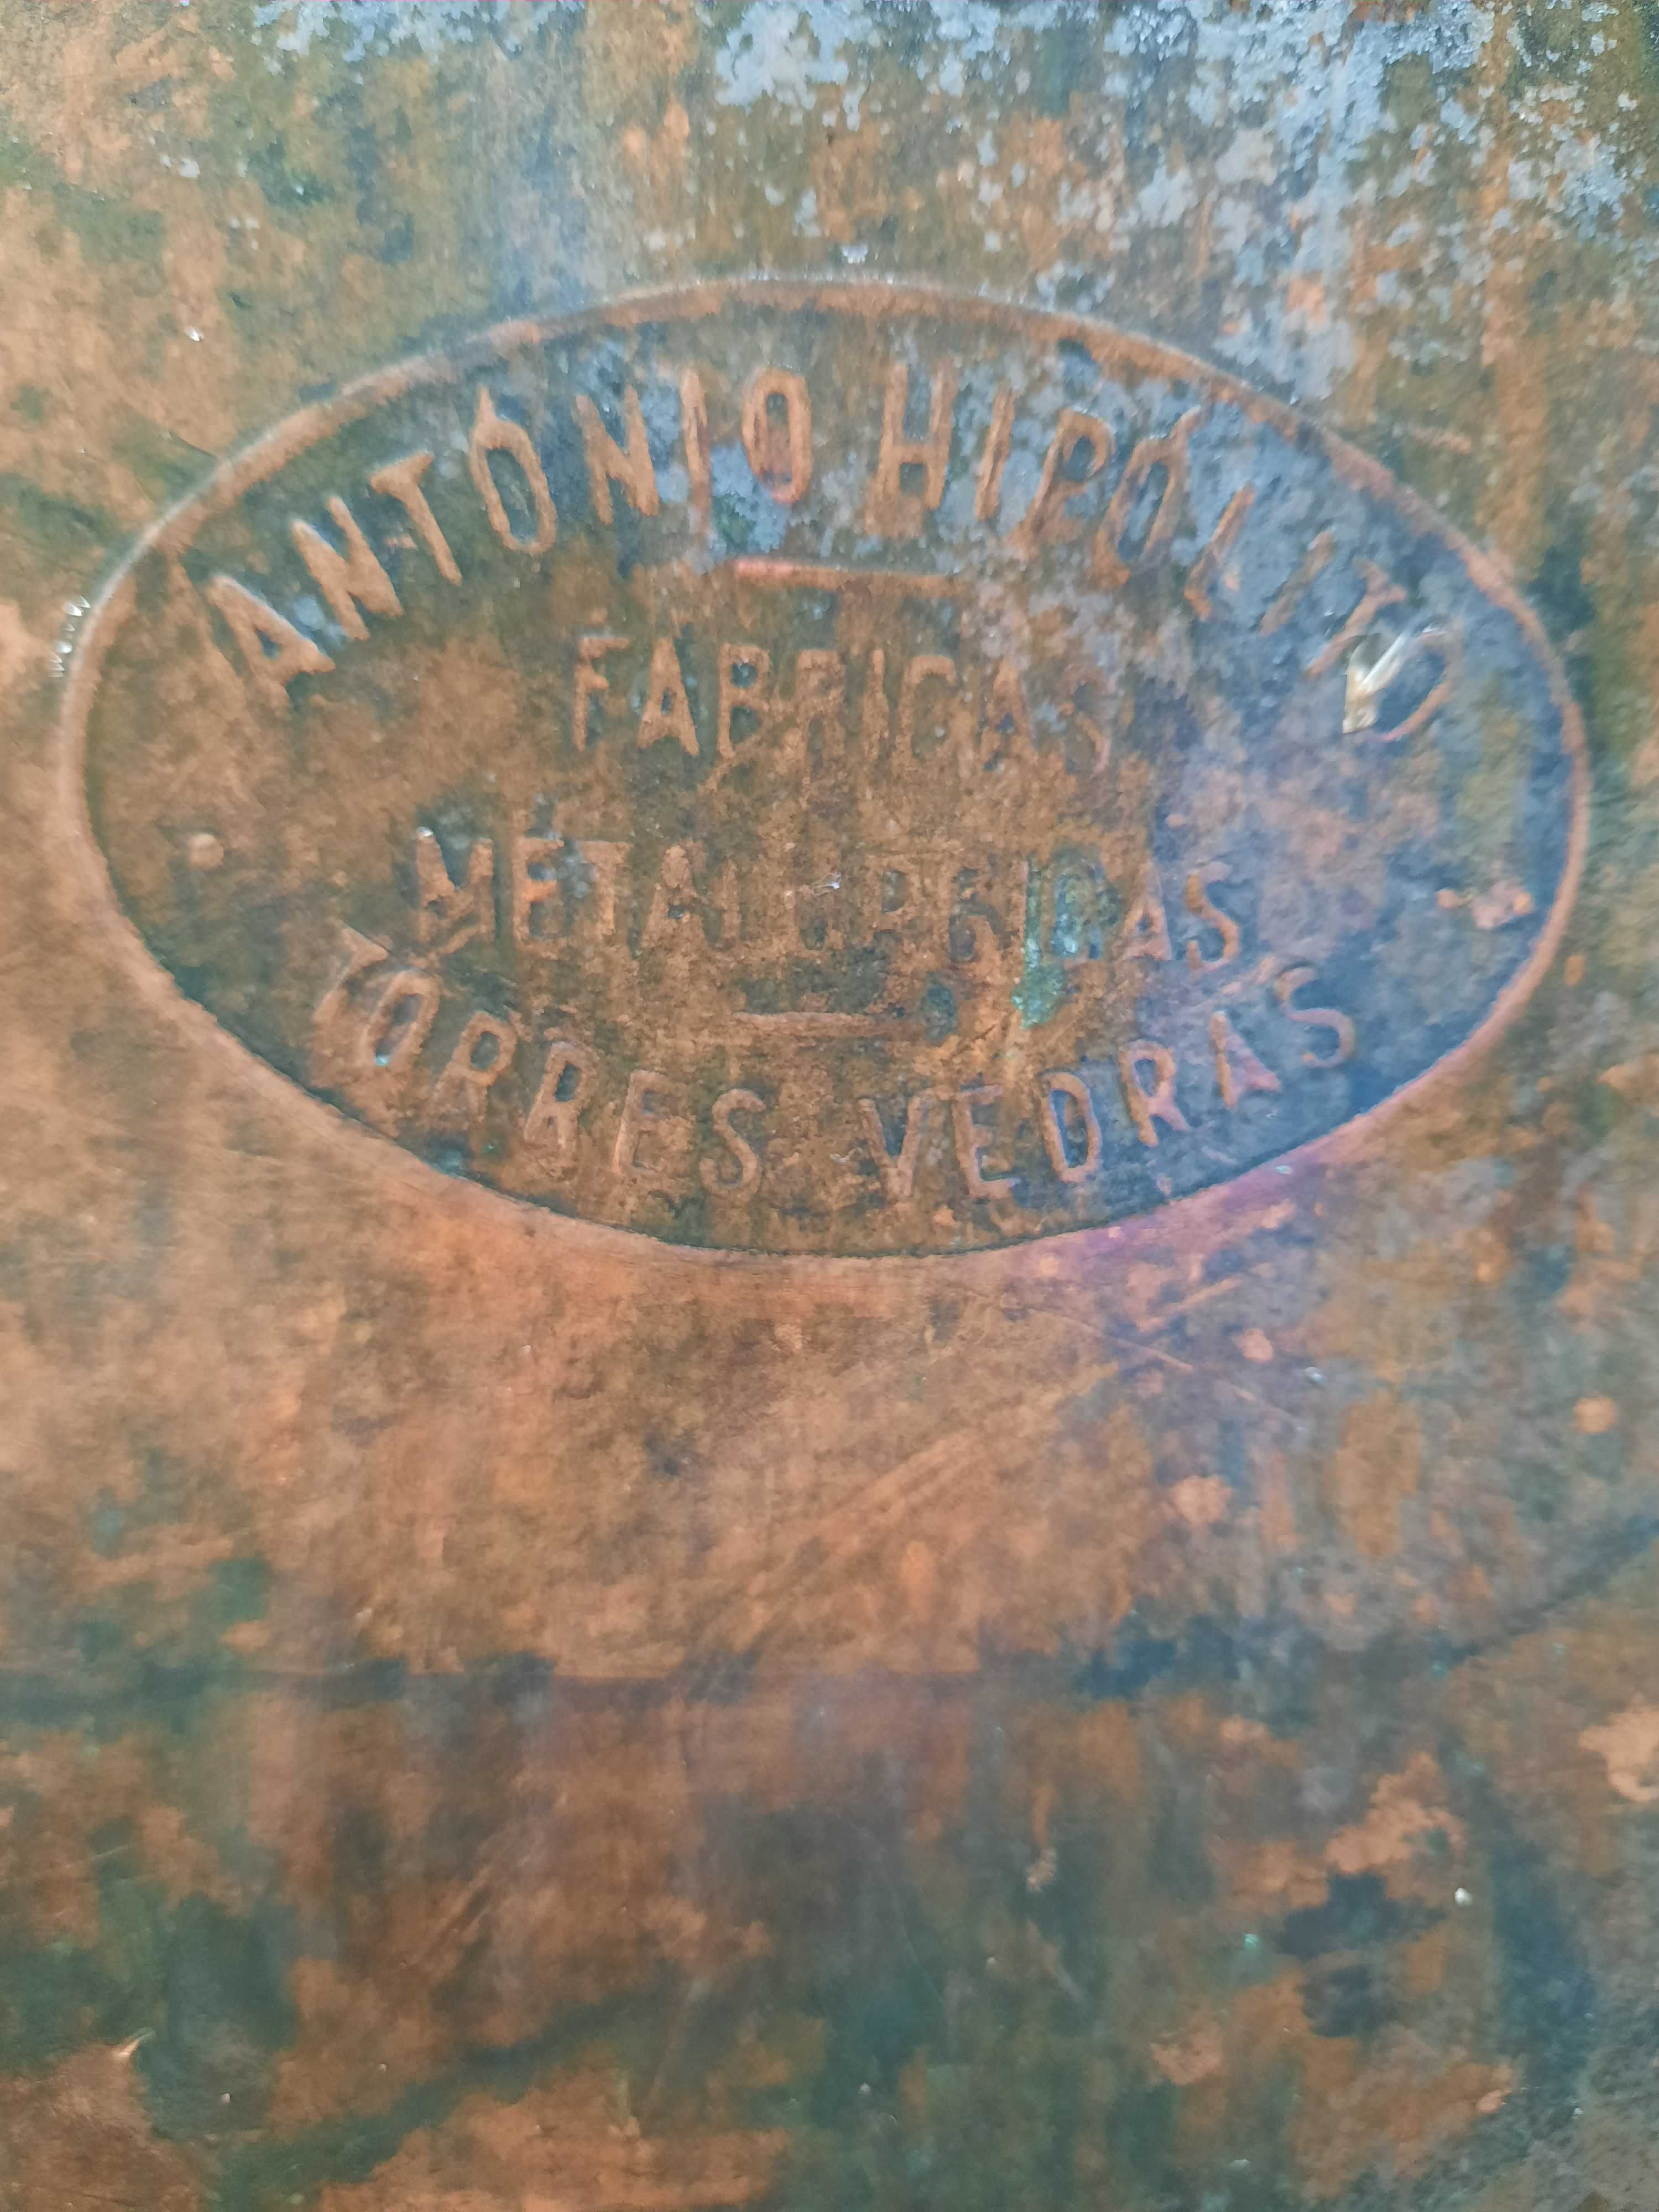 ANTÓNIO HIPÓLITO
FABRICAS
METALURGICAS
TORRES VEDRAS